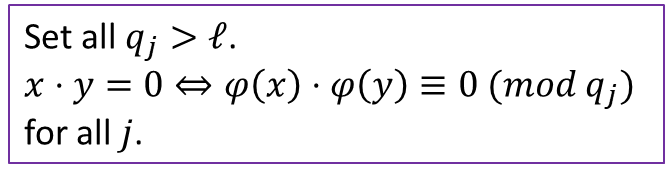 Set all 𝑞ⱼ > ℓ.
𝑥 · 𝑦 = 0 ⇔ 𝜑(𝑥) · 𝜑(𝑦) ≡ 0 (𝑚𝑜𝑑 𝑞ⱼ)
for all 𝑗.